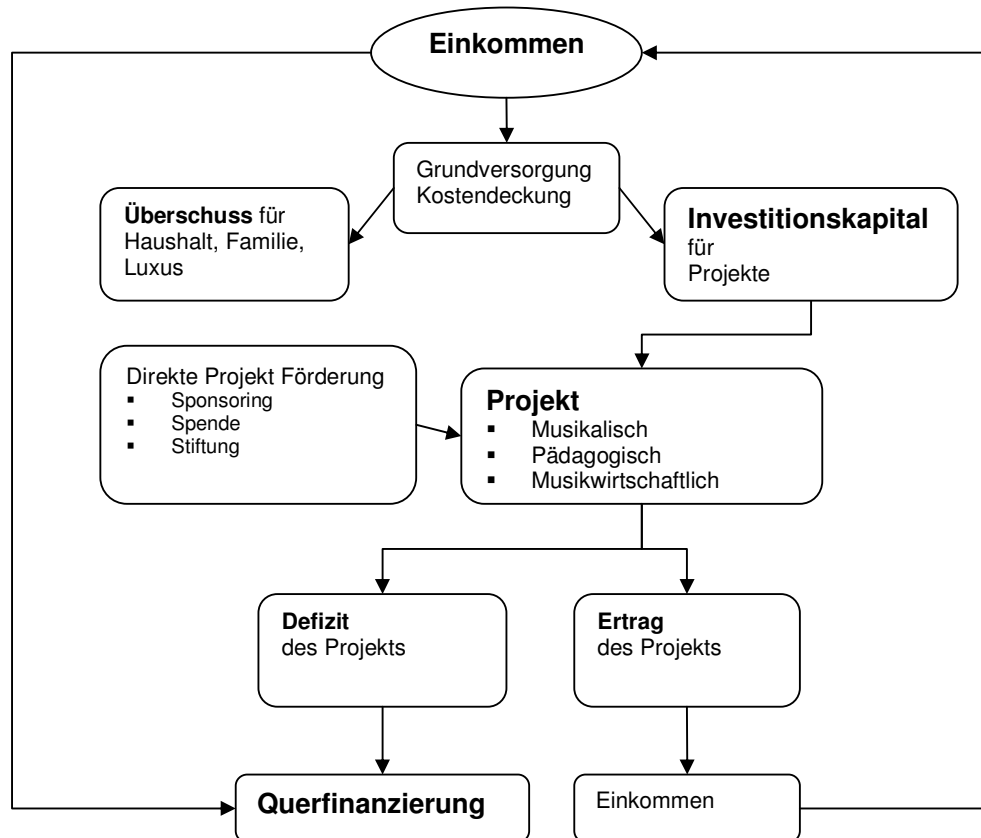 Einkommen
Grundversorgung
Kostendeckung
Überschuss für
Haushalt, Familie,
Luxus
Investitionskapital
für
Projekte
Direkte Projekt Förderung
▪ Sponsoring
▪ Spende
▪ Stiftung
Projekt
▪ Musikalisch
▪ Pädagogisch
▪ Musikwirtschaftlich
Defizit
des Projekts
Ertrag
des Projekts
Querfinanzierung
Einkommen